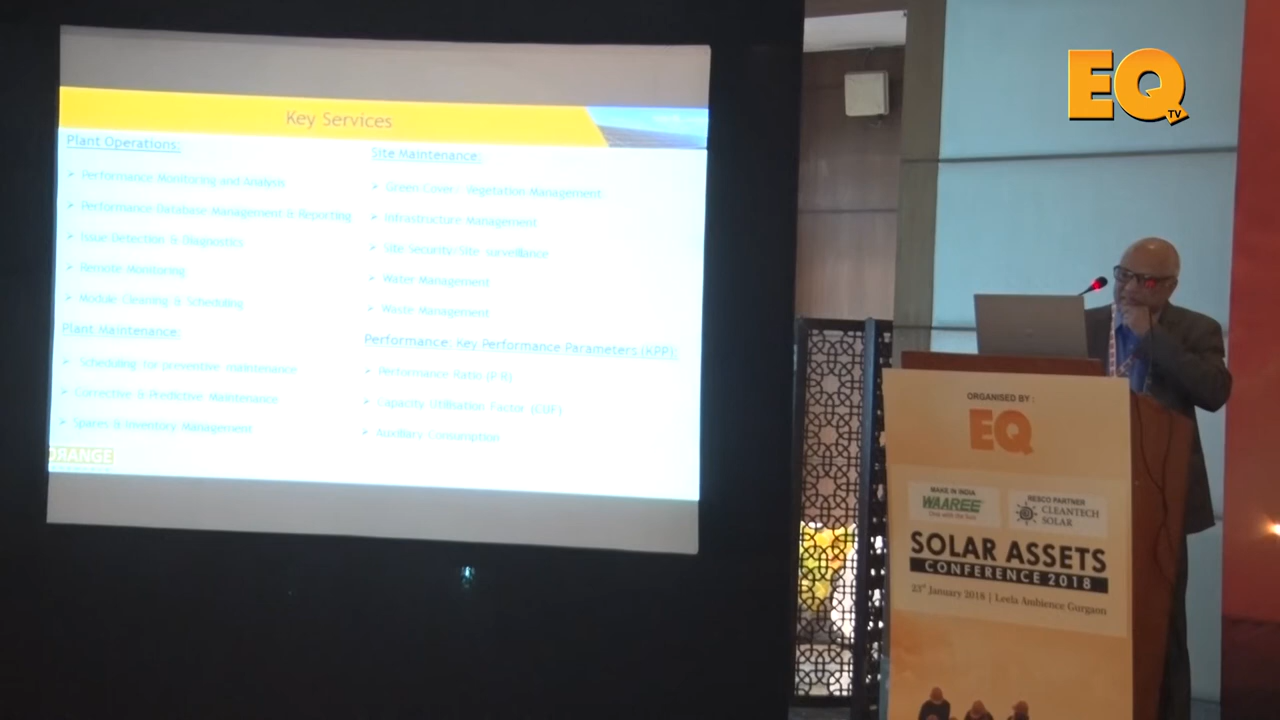 Key Services
Plant Operations:
Performance Monitoring and Analysis
Performance Database Management & Reporting
Issue Detection & Diagnostics
Remote Monitoring
Module Cleaning & Scheduling
Plant Maintenance:
Scheduling for preventive maintenance
Corrective & Predictive Maintenance
Spares & Inventory Management
Site Maintenance:
Green Cover/ Vegetation Management
Infrastructure Management
Site Security/Site surveillance
Water Management
Waste Management
Performance: Key Performance Parameters (KPP):
Performance Ratio (P.R)
Capacity Utilisation Factor (CUF)
Auxiliary Consumption
ORANGE
EQ
TV
ORGANISED BY :
EQ
MAKE IN INDIA
WAAREE
RESCO PARTNER
CLEANTECH
SOLAR
SOLAR ASSETS
CONFERENCE 2018
23rd January 2018 | Leela Ambience Gurgaon